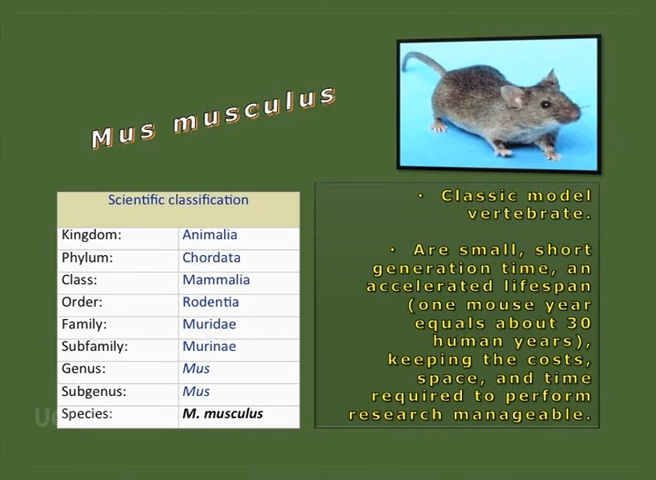 Mus musculus
Scientific classification
Kingdom: Animalia
Phylum: Chordata
Class: Mammalia
Order: Rodentia
Family: Muridae
Subfamily: Murinae
Genus: Mus
Subgenus: Mus
Species: M. musculus
• Classic model
vertebrate.
• Are small, short
generation time, an
accelerated lifespan
(one mouse year
equals about 30
human years),
keeping the costs,
space, and time
required to perform
research manageable.